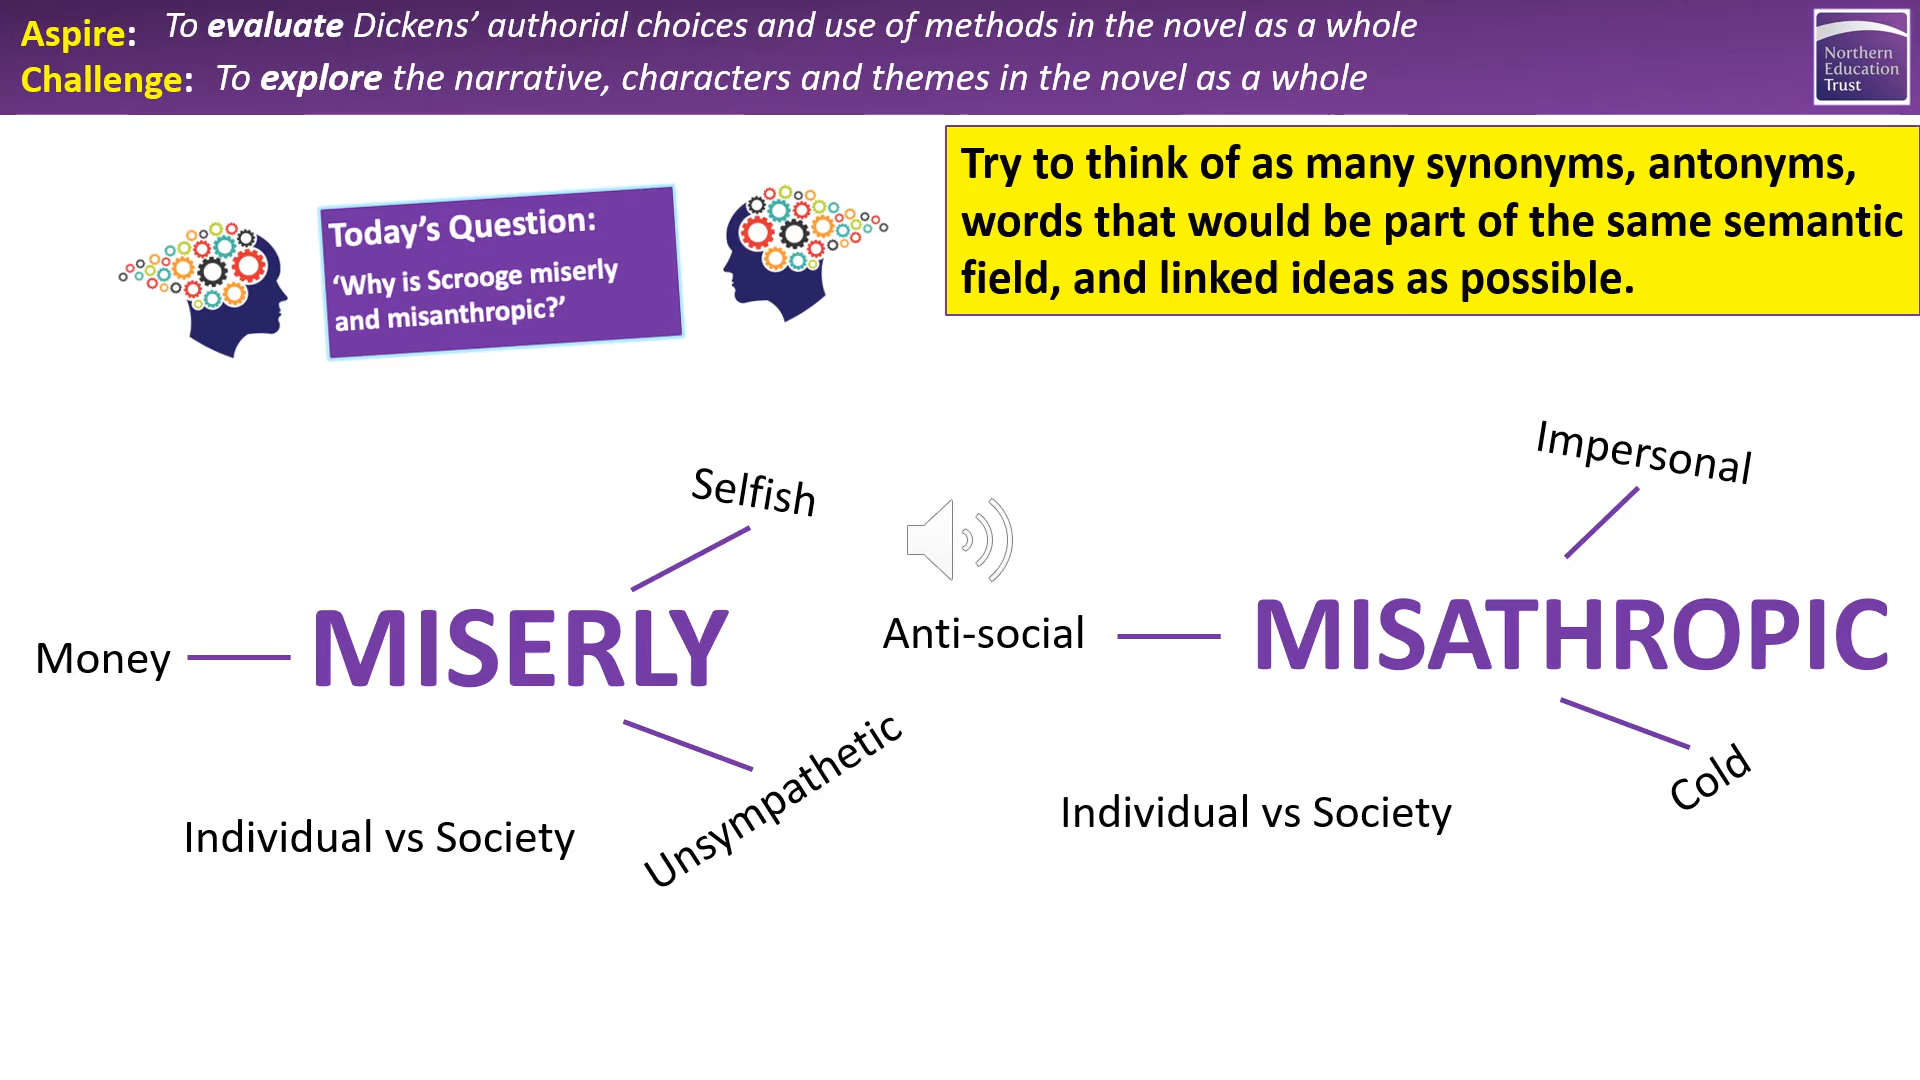 Aspire: To evaluate Dickens’ authorial choices and use of methods in the novel as a whole
Challenge: To explore the narrative, characters and themes in the novel as a whole
Northern
Education
Trust
Try to think of as many synonyms, antonyms,
words that would be part of the same semantic
field, and linked ideas as possible.
Today’s Question:
‘Why is Scrooge miserly
and misanthropic?’
Selfish
Money
MISERLY
Unsympathetic
Individual vs Society
Impersonal
Anti-social
MISATHROPIC
Cold
Individual vs Society